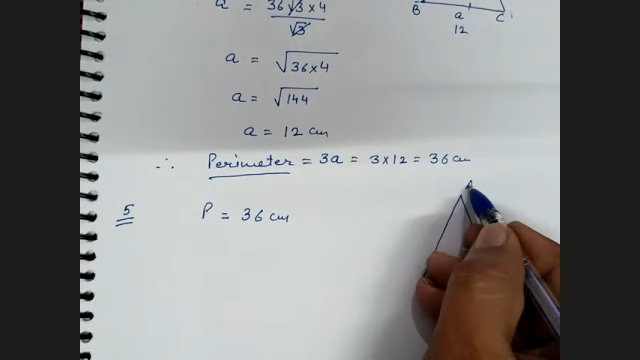 a = 36√3 × 4
√3
B a C
12
a = √36×4
a = √144
a = 12 cm
∴ Perimeter = 3a = 3×12 = 36 cm
5 P = 36 cm